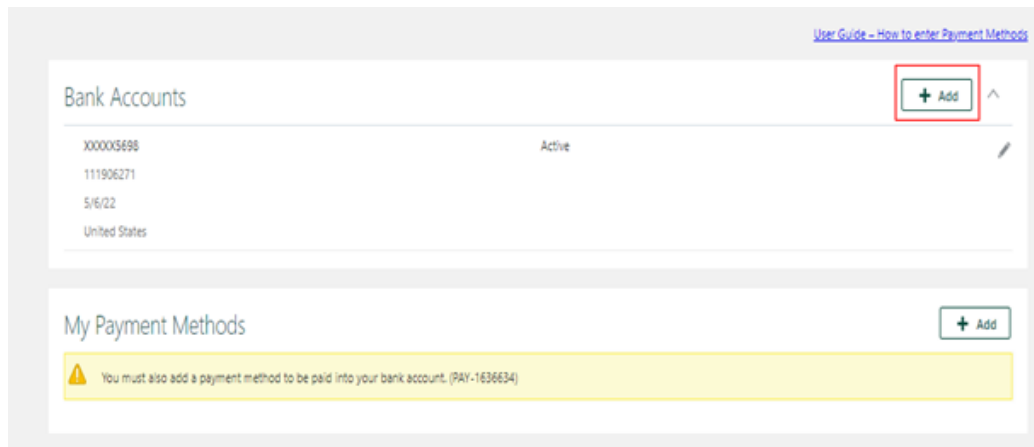 User Guide – How to enter Payment Methods
Bank Accounts
+ Add
XXXXX5698
Active
111906271
5/6/22
United States
My Payment Methods
+ Add
You must also add a payment method to be paid into your bank account. (PAY-1636634)